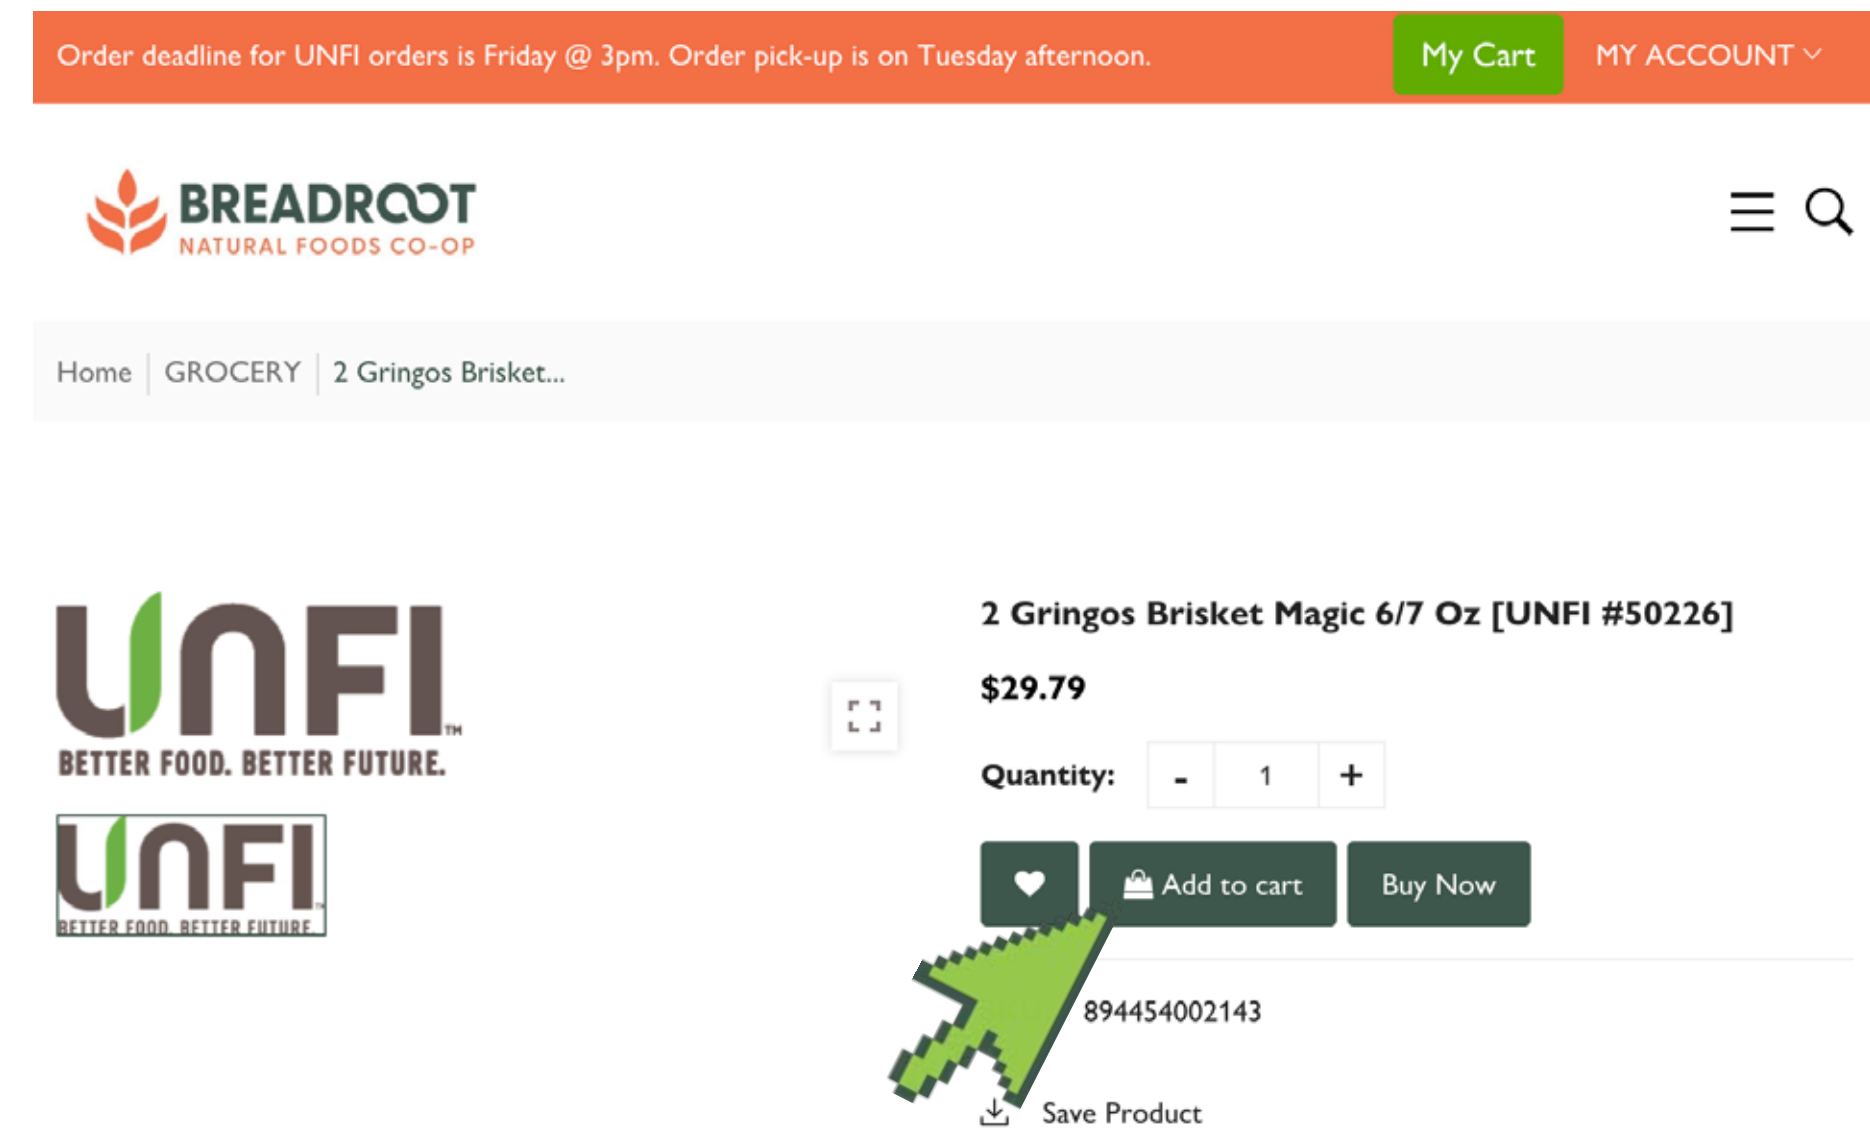 Order deadline for UNFI orders is Friday @ 3pm. Order pick-up is on Tuesday afternoon.
My Cart
MY ACCOUNT
BREADROOT
NATURAL FOODS CO-OP
Home
GROCERY
2 Gringos Brisket...
UNFI™
BETTER FOOD. BETTER FUTURE.
UNFI
BETTER FOOD. BETTER FUTURE.
2 Gringos Brisket Magic 6/7 Oz [UNFI #50226]
$29.79
Quantity: - 1 +
Add to cart
Buy Now
894454002143
Save Product